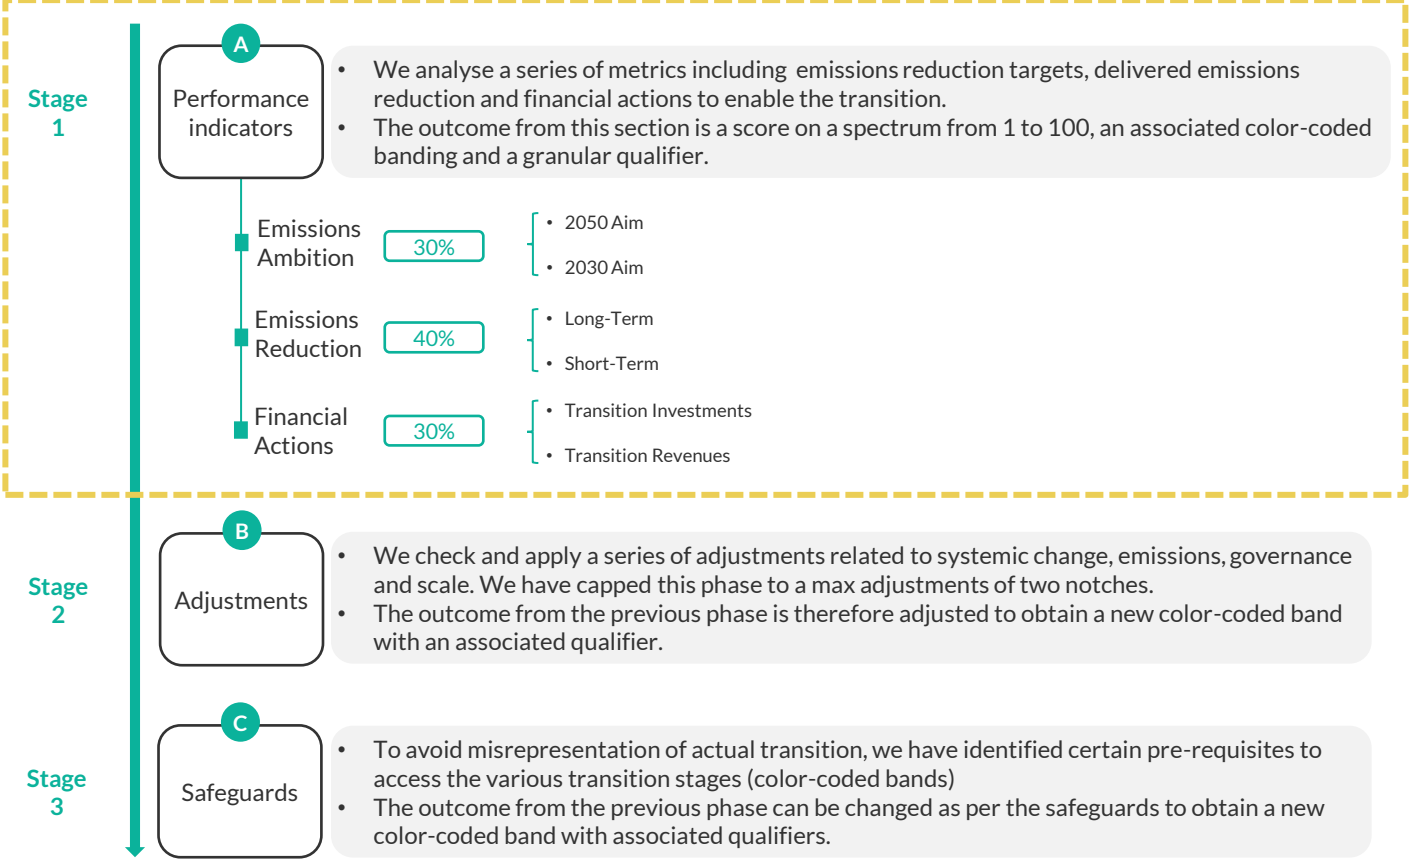 A
Stage
1
Performance
indicators
• We analyse a series of metrics including emissions reduction targets, delivered emissions
reduction and financial actions to enable the transition.
• The outcome from this section is a score on a spectrum from 1 to 100, an associated color-coded
banding and a granular qualifier.
Emissions
Ambition
30%
• 2050 Aim
• 2030 Aim
Emissions
Reduction
40%
• Long-Term
• Short-Term
Financial
Actions
30%
• Transition Investments
• Transition Revenues
B
Stage
2
Adjustments
• We check and apply a series of adjustments related to systemic change, emissions, governance
and scale. We have capped this phase to a max adjustments of two notches.
• The outcome from the previous phase is therefore adjusted to obtain a new color-coded band
with an associated qualifier.
C
Stage
3
Safeguards
• To avoid misrepresentation of actual transition, we have identified certain pre-requisites to
access the various transition stages (color-coded bands)
• The outcome from the previous phase can be changed as per the safeguards to obtain a new
color-coded band with associated qualifiers.